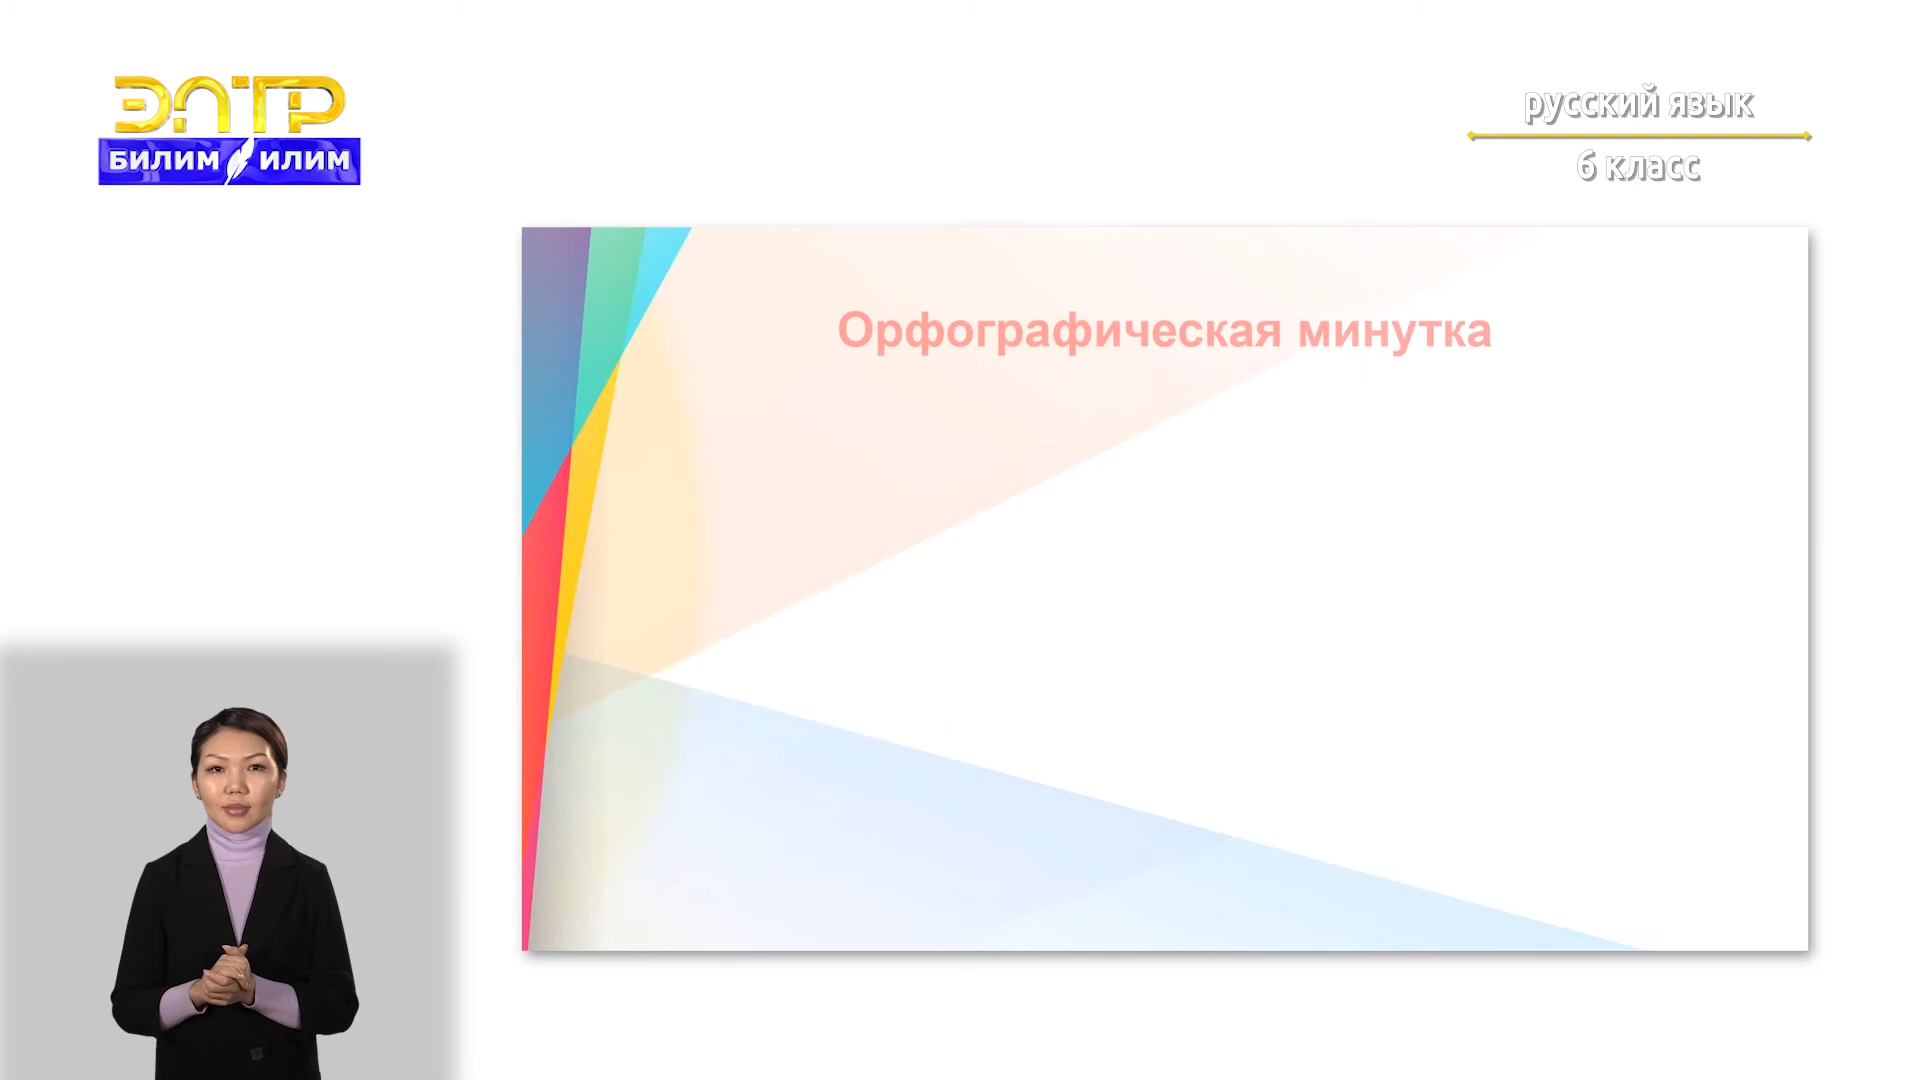 ЭЛТР
БИЛИМ ИЛИМ
русский язык
6 класс
Орфографическая минутка